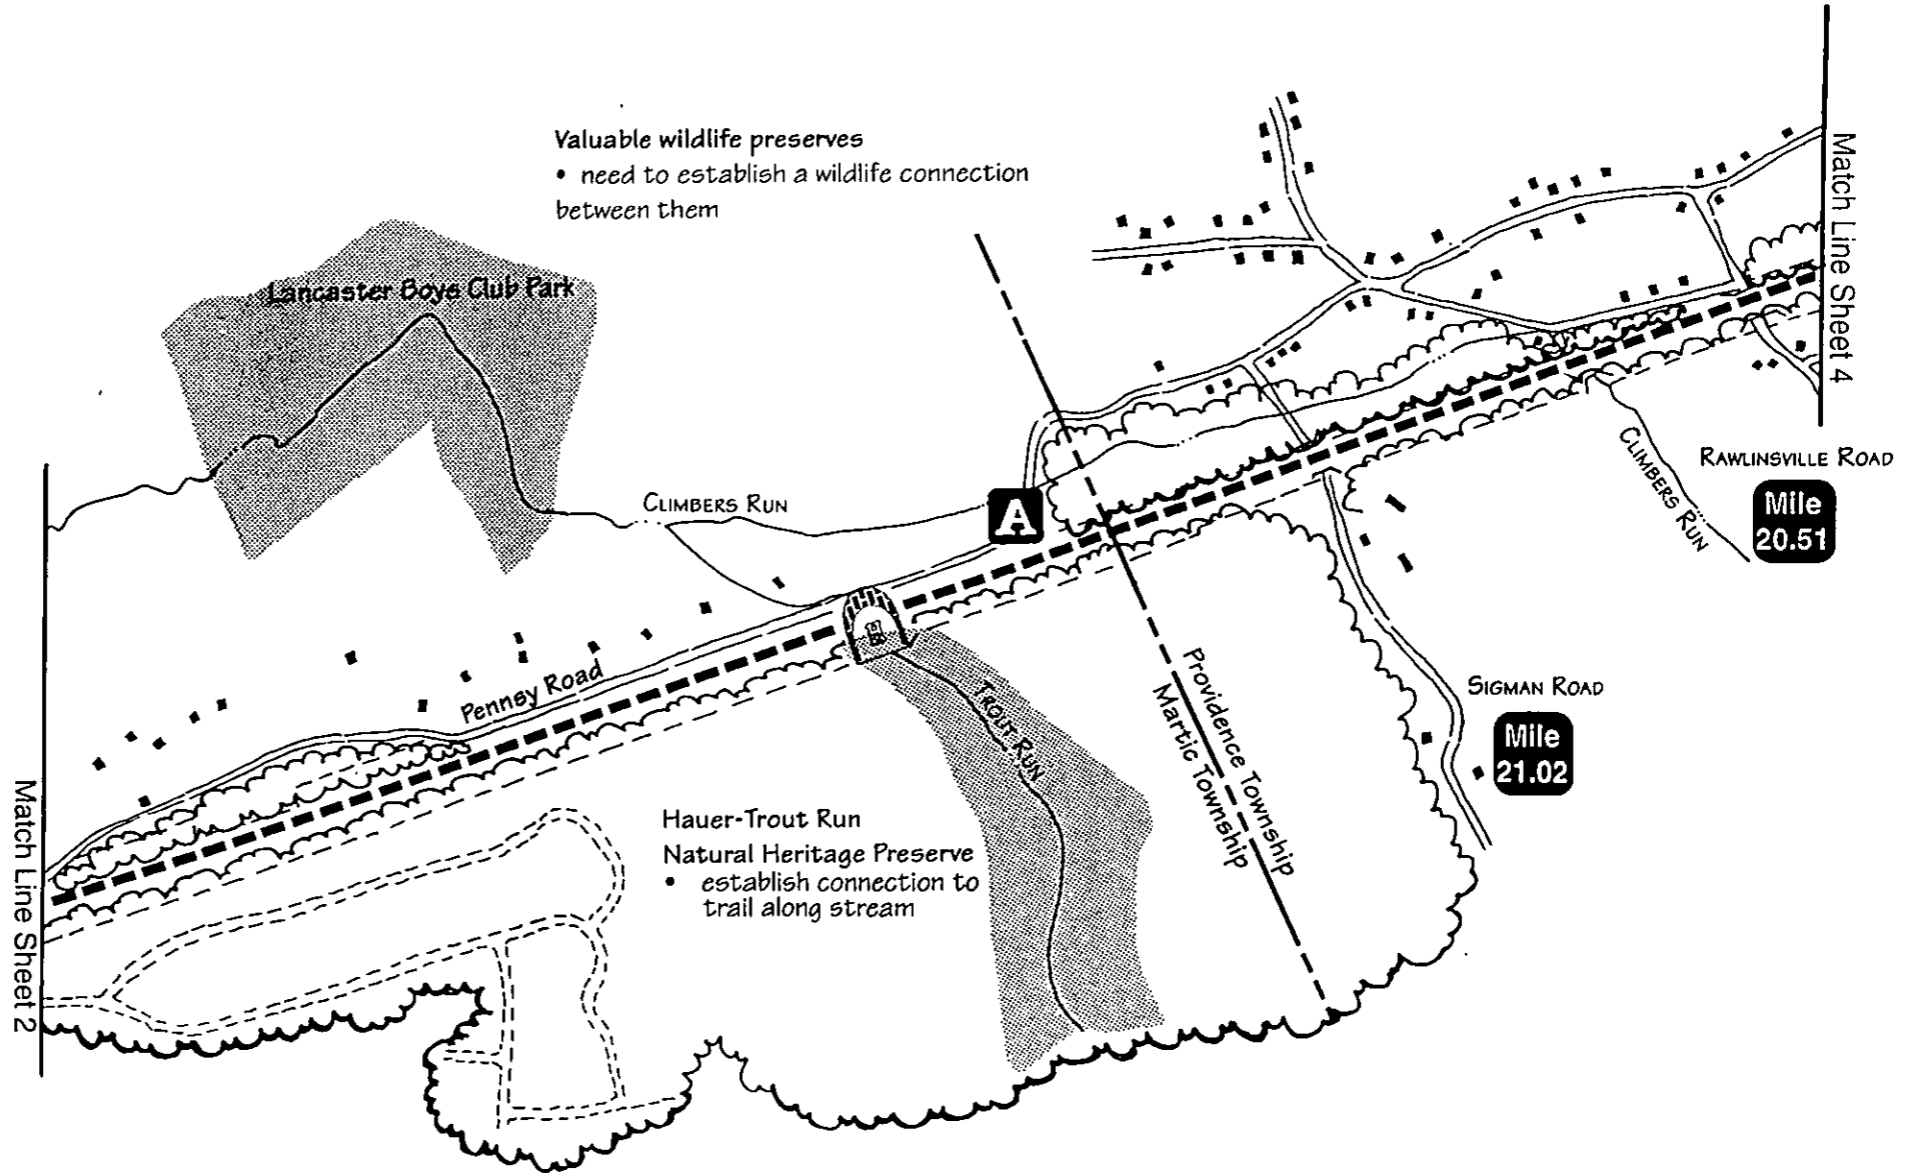 Valuable wildlife preserves
• need to establish a wildlife connection
between them
Match Line Sheet 4
Lancaster Boys Club Park
CLIMBERS RUN
RAWLINSVILLE ROAD
Mile
20.51
CLIMBERS RUN
A
Pennsy Road
TROUT RUN
Providence Township
Martic Township
SIGMAN ROAD
Mile
21.02
Match Line Sheet 2
Hauer-Trout Run
Natural Heritage Preserve
• establish connection to
trail along stream